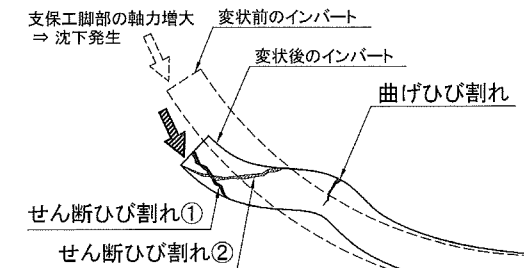 支保工脚部の軸力増大
⇒ 沈下発生
変状前のインバート
変状後のインバート
曲げひび割れ
せん断ひび割れ①
せん断ひび割れ②